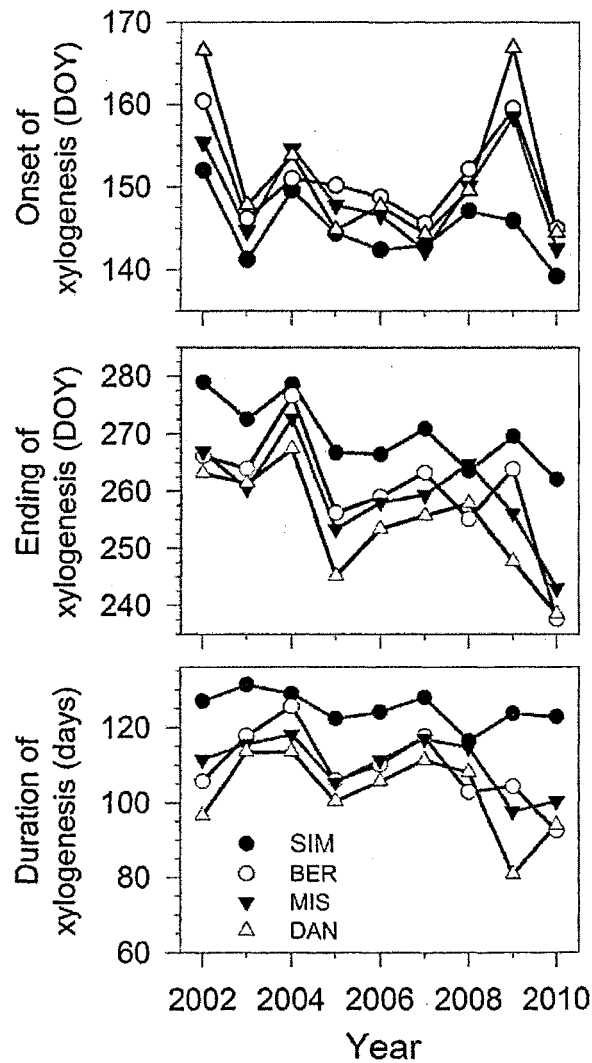 Onset of
xylogenesis (DOY)
170
160
150
140
Ending of
xylogenesis (DOY)
280
270
260
250
240
Duration of
xylogenesis (days)
120
100
80
60
SIM
BER
MIS
DAN
2002 2004 2006 2008 2010
Year